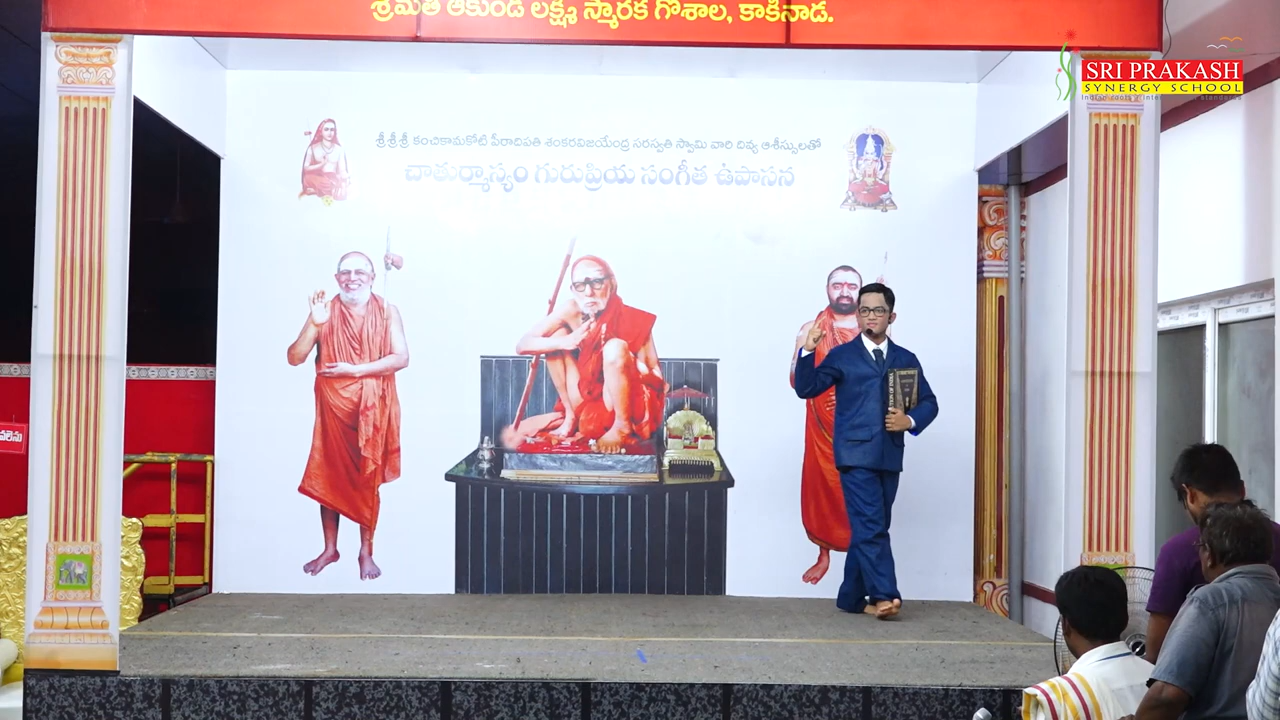 శ్రీమతి ఆకుండి లక్ష్మి స్మారక గోశాల, కాకినాడ.
SRI PRAKASH
SYNERGY SCHOOL
శ్రీ.శ్రీ.శ్రీ కంచికామకోటి పీఠాధిపతి శంకరవిజయేంద్ర సరస్వతి స్వామి వారి దివ్య ఆశీస్సులతో
చాతుర్మాస్యం గురుప్రియ సంగీత ఉపాసన